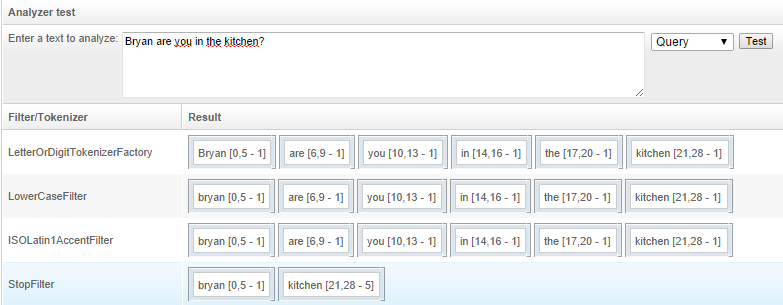 Analyzer test
Enter a text to analyze: Bryan are you in the kitchen? Query Test
Filter/Tokenizer Result
LetterOrDigitTokenizerFactory Bryan [0,5 - 1] are [6,9 - 1] you [10,13 - 1] in [14,16 - 1] the [17,20 - 1] kitchen [21,28 - 1]
LowerCaseFilter bryan [0,5 - 1] are [6,9 - 1] you [10,13 - 1] in [14,16 - 1] the [17,20 - 1] kitchen [21,28 - 1]
ISOLatin1AccentFilter bryan [0,5 - 1] are [6,9 - 1] you [10,13 - 1] in [14,16 - 1] the [17,20 - 1] kitchen [21,28 - 1]
StopFilter bryan [0,5 - 1] kitchen [21,28 - 5]